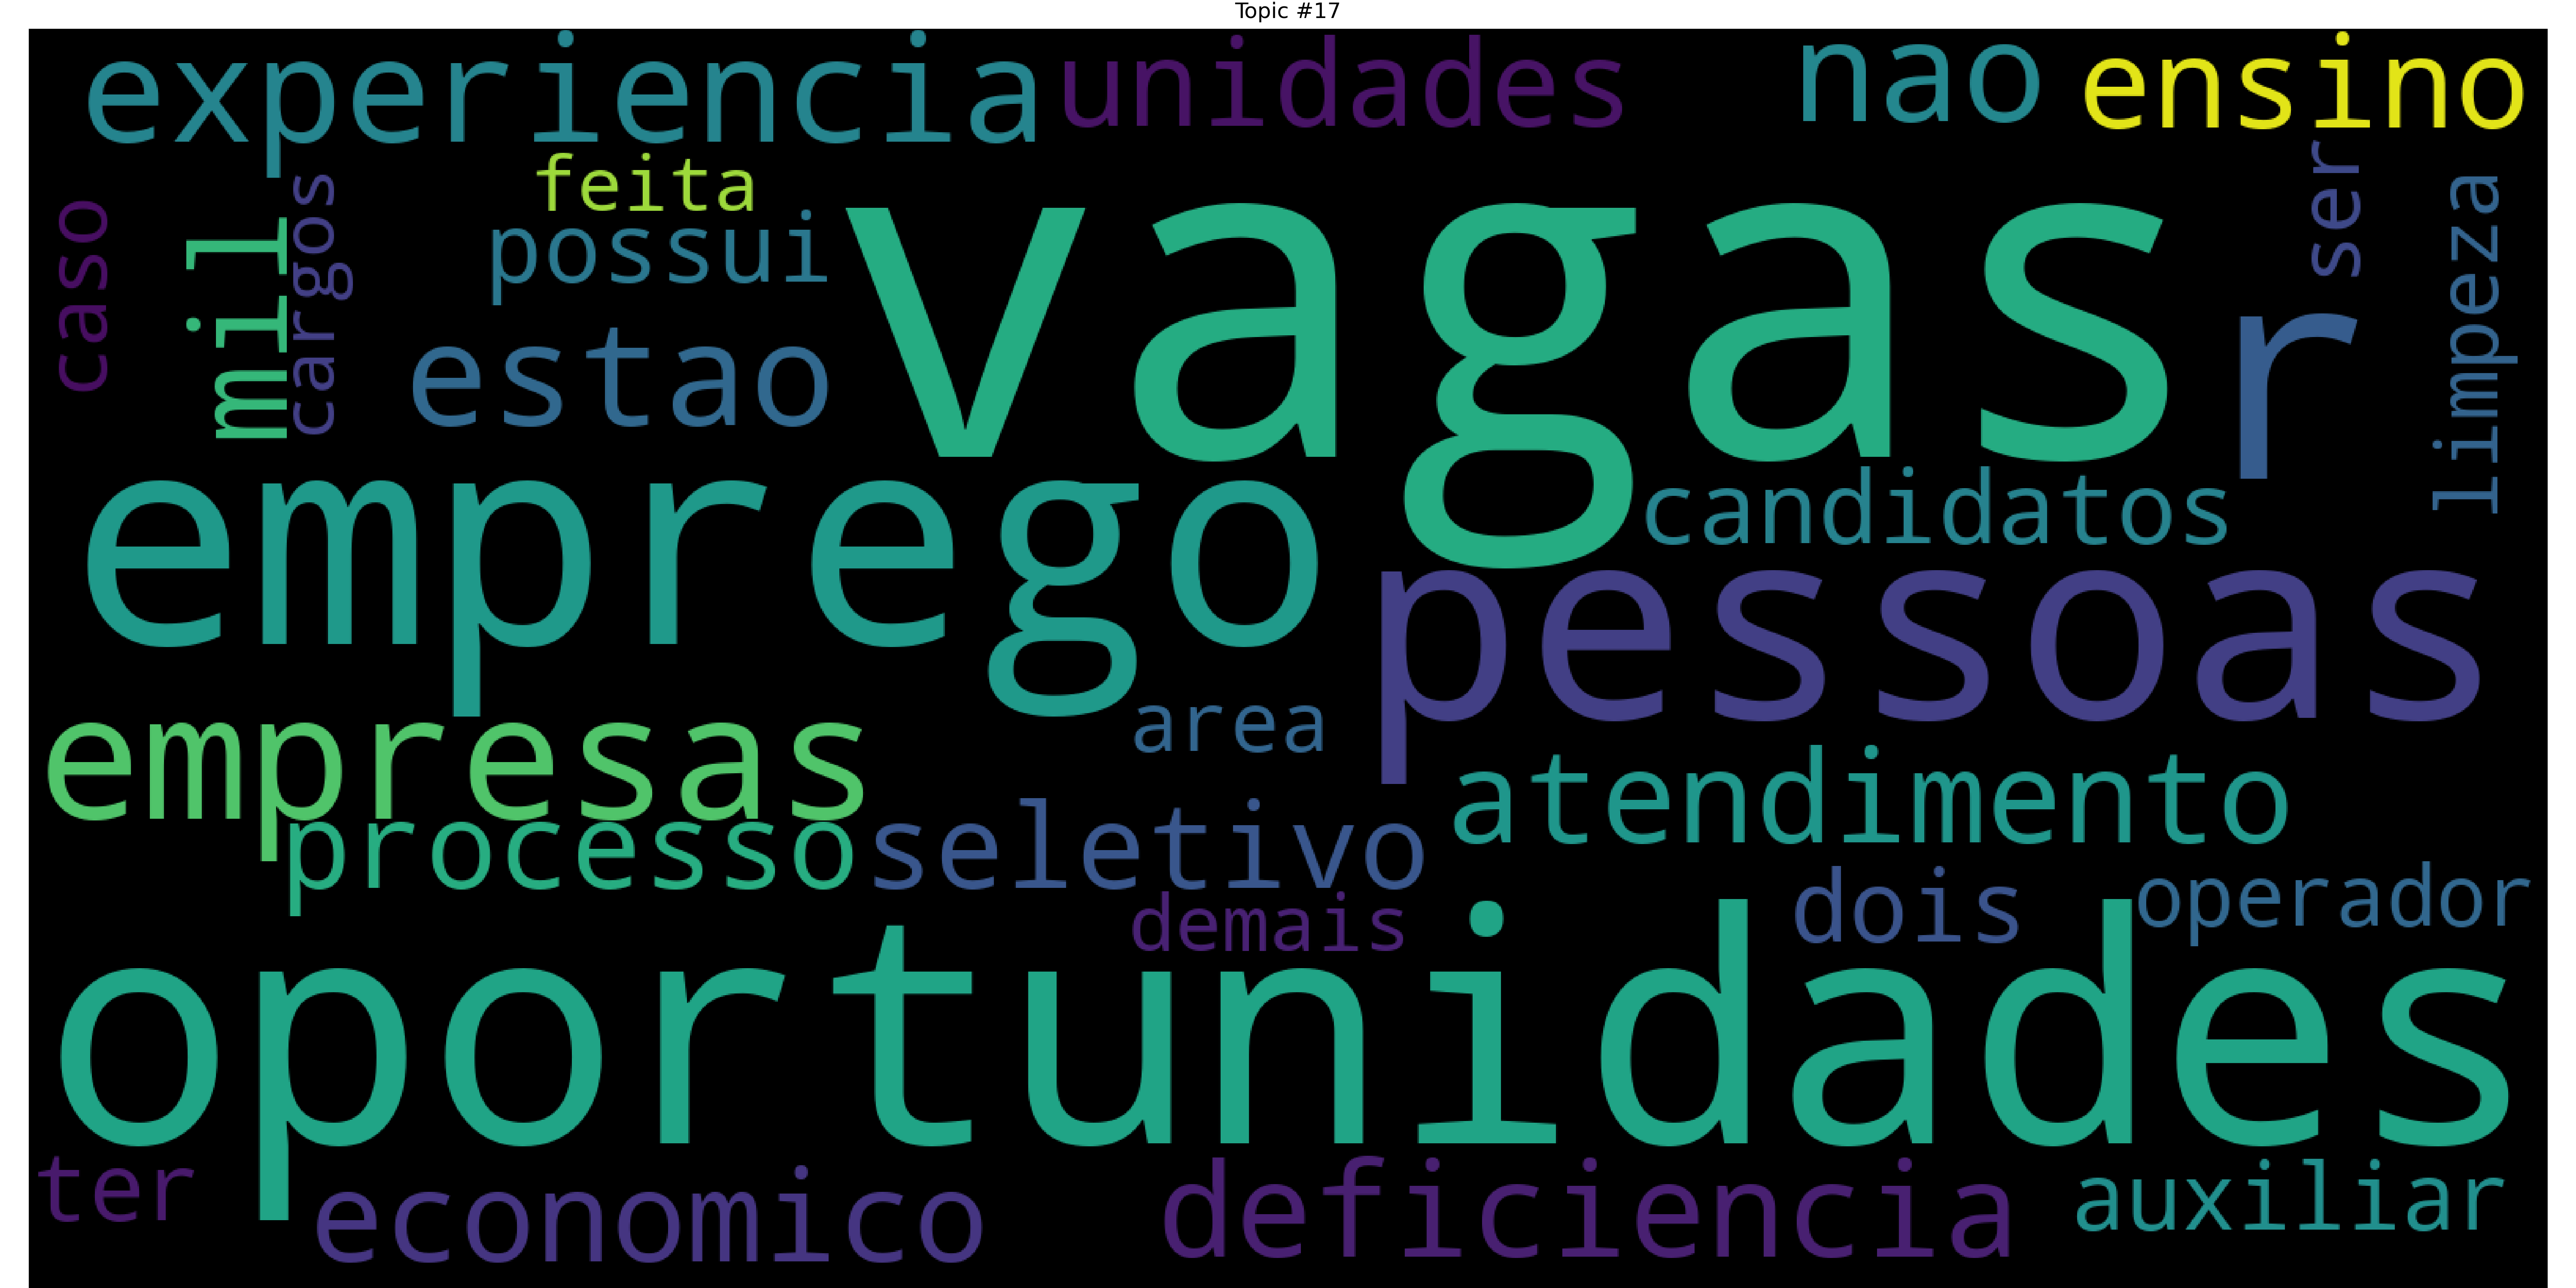 Topic #17
experiencia
unidades
nao
ensino
feita
ser
caso
mil
cargos
possui
vagas
limpeza
estao
r
emprego
candidatos
pessoas
area
empresas
atendimento
processo
seletivo
demais
dois
operador
oportunidades
ter
economico
deficiencia
auxiliar